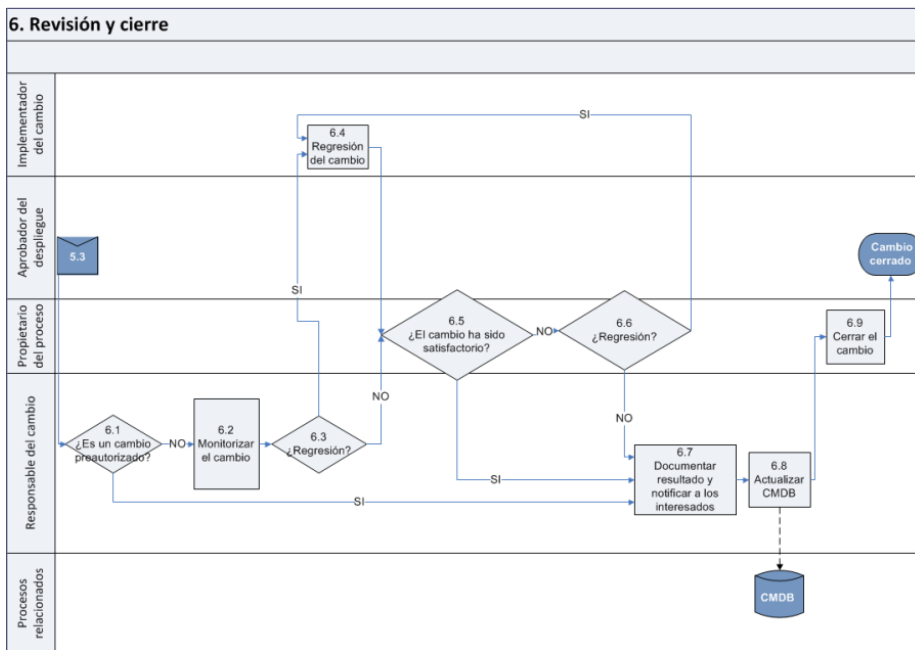 6. Revisión y cierre
Implementador
del cambio
SI
6.4
Regresión
del cambio
Aprobador del
despliegue
5.3
Cambio
cerrado
SI
Propietario
del proceso
6.5
¿El cambio ha sido
satisfactorio?
NO
6.6
¿Regresión?
6.9
Cerrar el
cambio
NO
Responsable del cambio
6.1
¿Es un cambio
preautorizado?
NO
6.2
Monitorizar
el cambio
6.3
¿Regresión?
NO
6.7
Documentar
resultado y
notificar a los
interesados
6.8
Actualizar
CMDB
SI
SI
Procesos
relacionados
CMDB